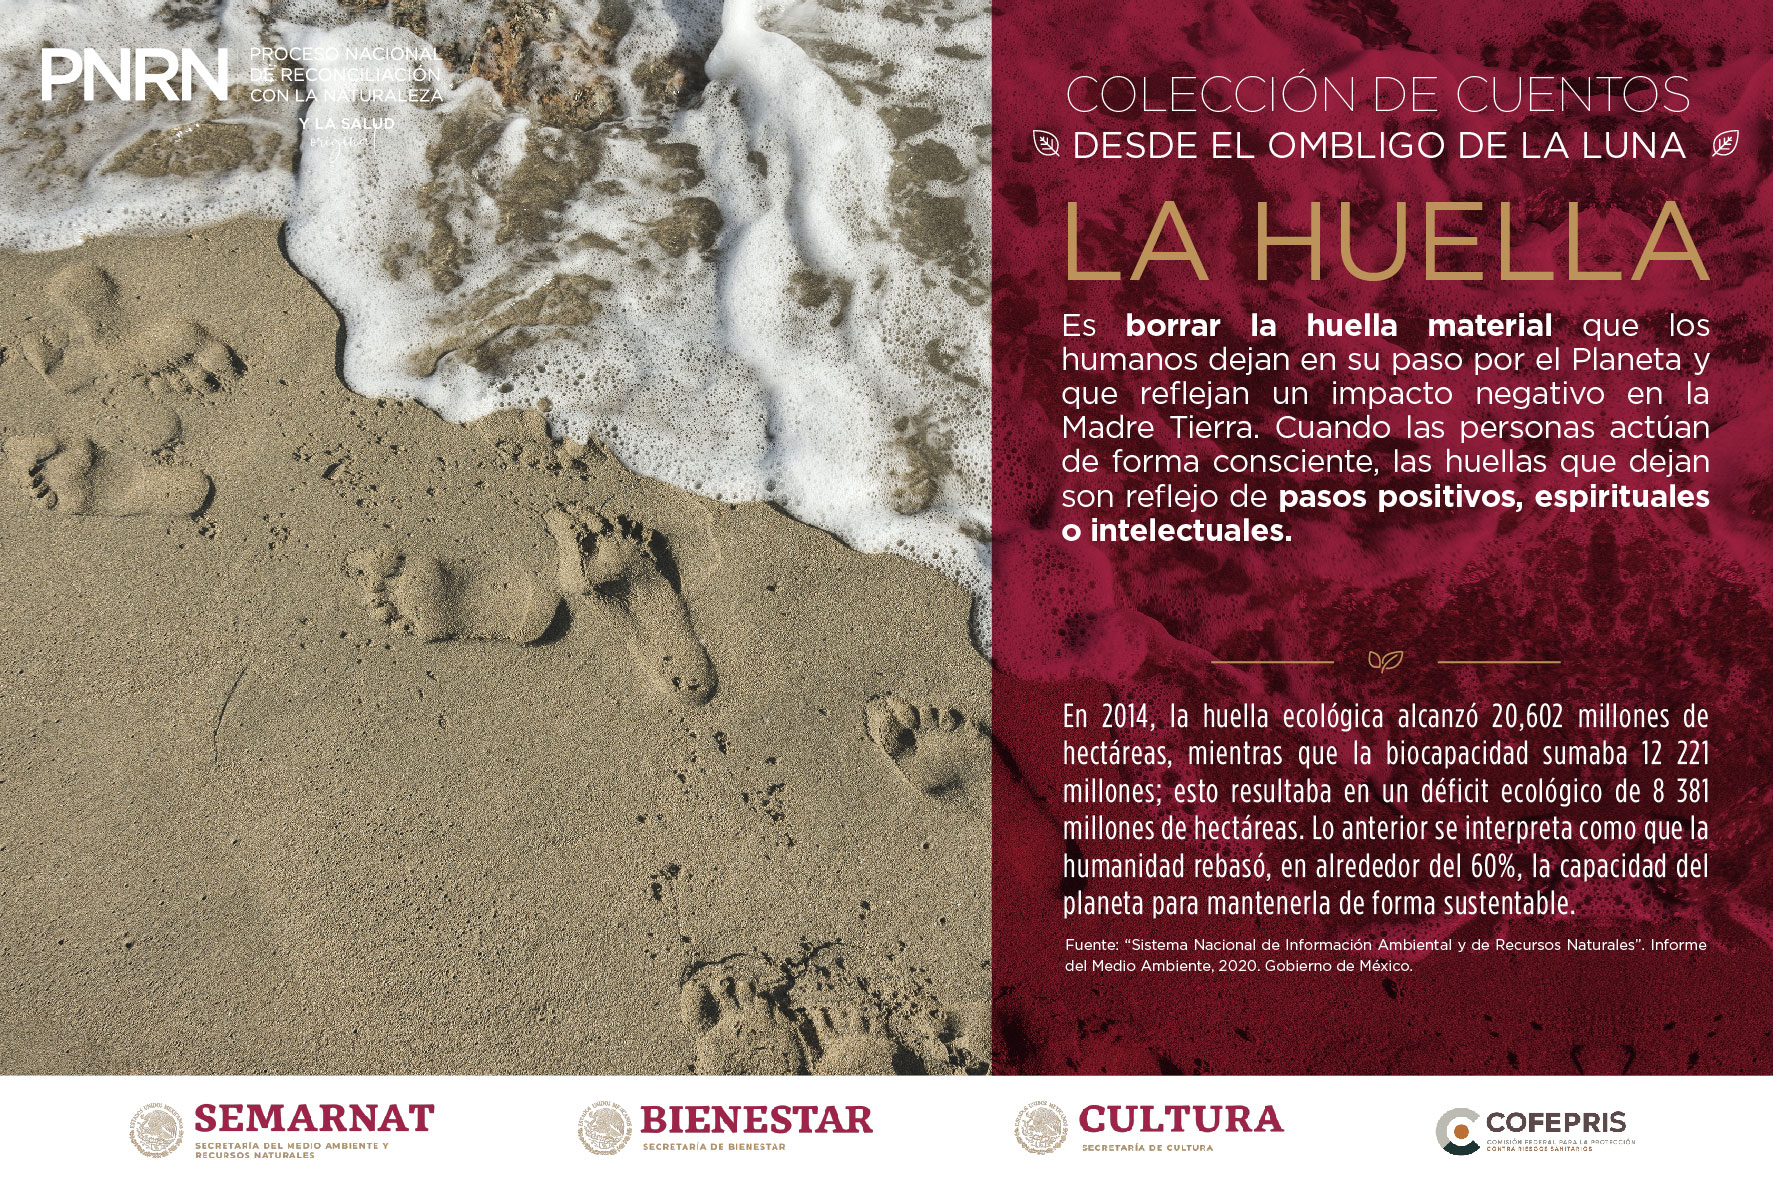 PNRN
PROCESO NACIONAL
DE RECONCILIACIÓN
CON LA NATURALEZA
Y LA SALUD
original
COLECCIÓN DE CUENTOS
DESDE EL OMBLIGO DE LA LUNA
LA HUELLA
Es borrar la huella material que los
humanos dejan en su paso por el Planeta y
que reflejan un impacto negativo en la
Madre Tierra. Cuando las personas actúan
de forma consciente, las huellas que dejan
son reflejo de pasos positivos, espirituales
o intelectuales.
En 2014, la huella ecológica alcanzó 20,602 millones de
hectáreas, mientras que la biocapacidad sumaba 12 221
millones; esto resultaba en un déficit ecológico de 8 381
millones de hectáreas. Lo anterior se interpreta como que la
humanidad rebasó, en alrededor del 60%, la capacidad del
planeta para mantenerla de forma sustentable.
Fuente: “Sistema Nacional de Información Ambiental y de Recursos Naturales”. Informe
del Medio Ambiente, 2020. Gobierno de México.
SEMARNAT
SECRETARÍA DEL MEDIO AMBIENTE Y
RECURSOS NATURALES
BIENESTAR
SECRETARÍA DE BIENESTAR
CULTURA
SECRETARÍA DE CULTURA
COFEPRIS
COMISIÓN FEDERAL PARA LA PROTECCIÓN
CONTRA RIESGOS SANITARIOS